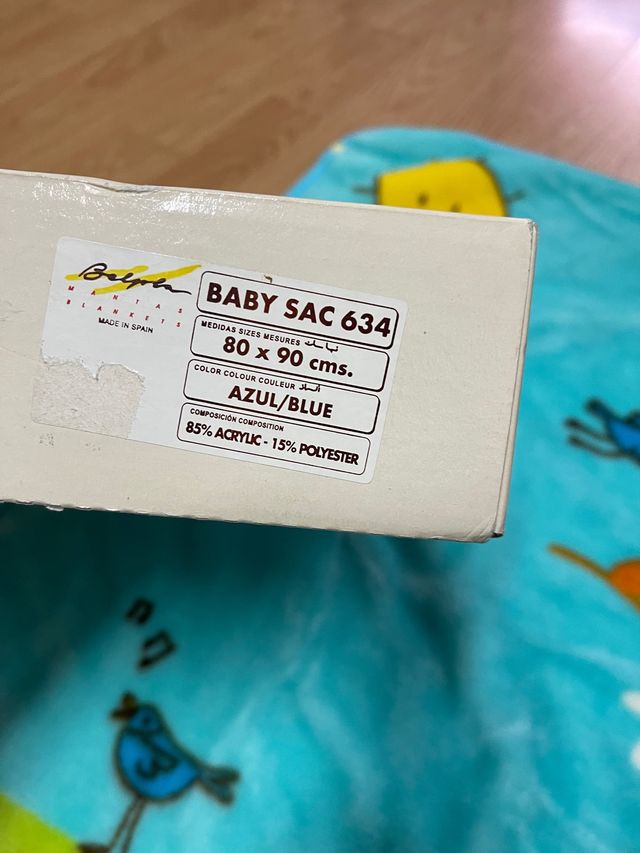 Belpla
MANTAS
BLANKETS
MADE IN SPAIN
BABY SAC 634
MEDIDAS SIZES MESURES
80 x 90 cms.
COLOR COLOUR COULEUR
AZUL/BLUE
COMPOSICIÓN COMPOSITION
85% ACRYLIC - 15% POLYESTER